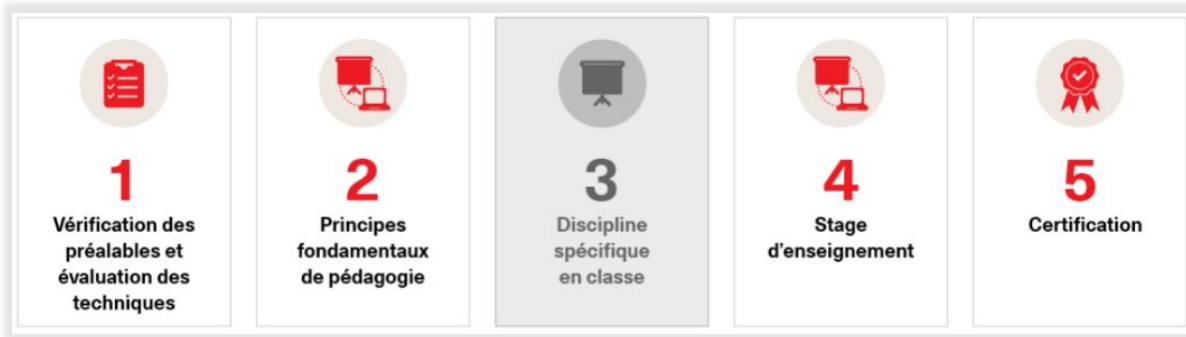 1
Vérification des
préalables et
évaluation des
techniques
2
Principes
fondamentaux
de pédagogie
3
Discipline
spécifique
en classe
4
Stage
d'enseignement
5
Certification